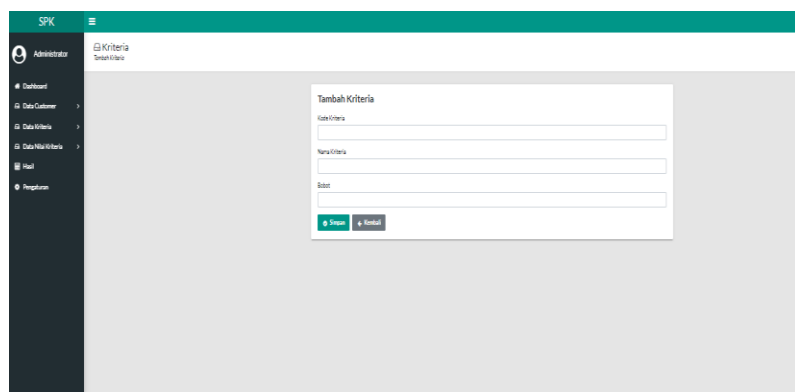 SPK
Administrator
Kriteria
Tambah Kriteria
Dashboard
Data Customer
Data Kriteria
Data Nilai Kriteria
Hasil
Pengaturan
Tambah Kriteria
Kode Kriteria
Nama Kriteria
Bobot
Simpan
Kembali